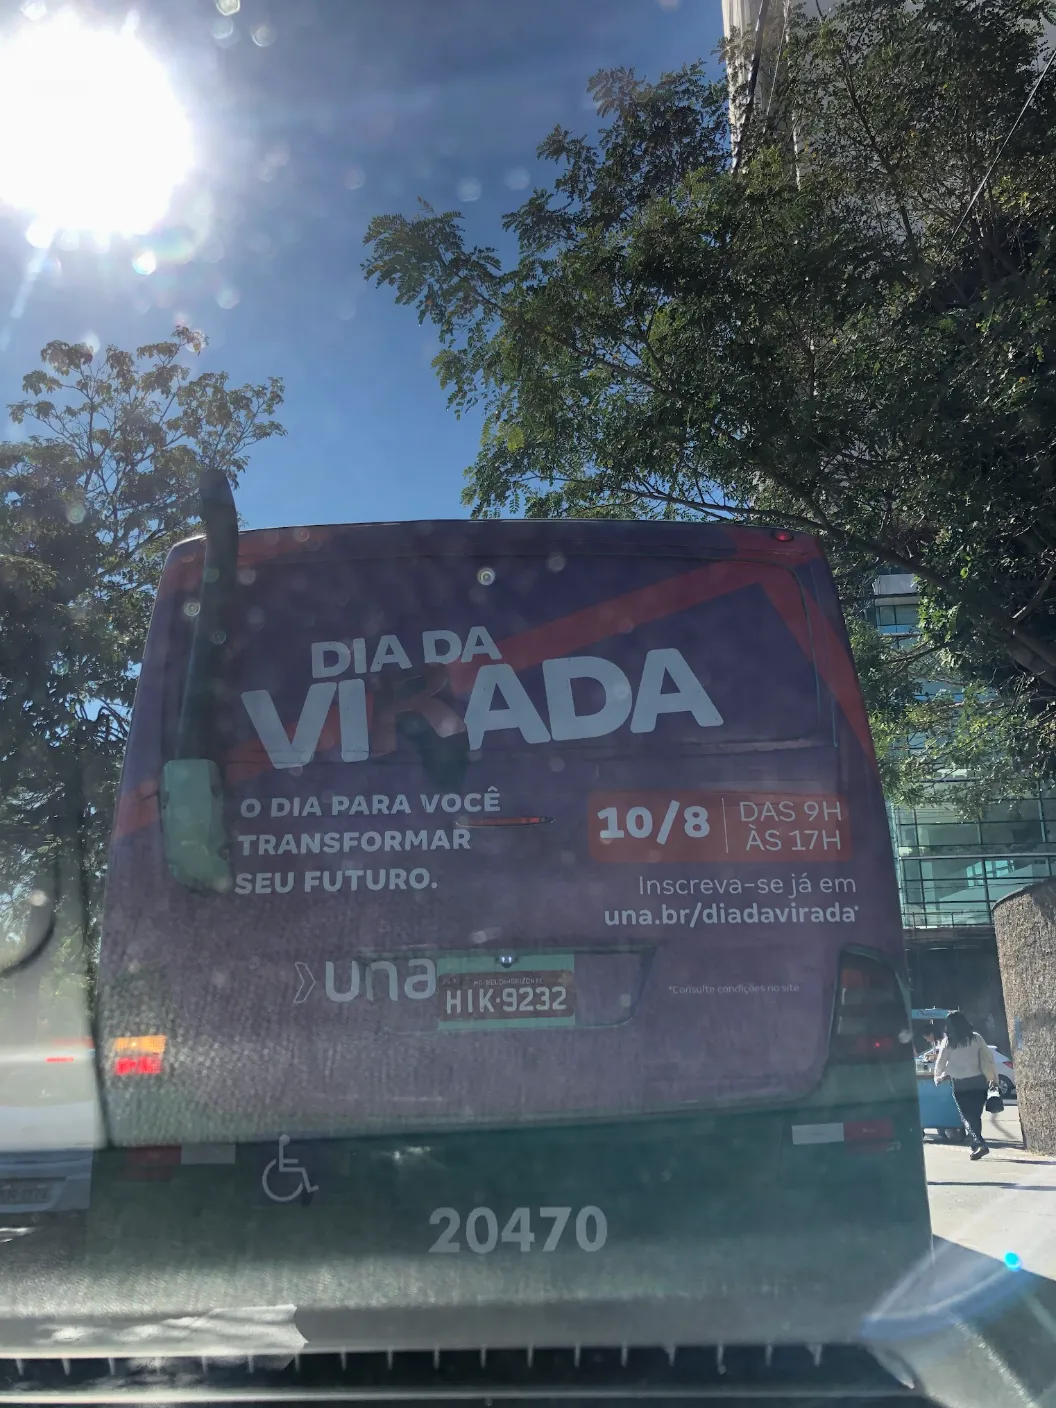 DIA DA
VIRADA
O DIA PARA VOCÊ
TRANSFORMAR
SEU FUTURO.
10/8
DAS 9H
ÀS 17H
Inscreva-se já em
una.br/diadavirada*
una
HIK-9232
*Consulte condições no site
20470